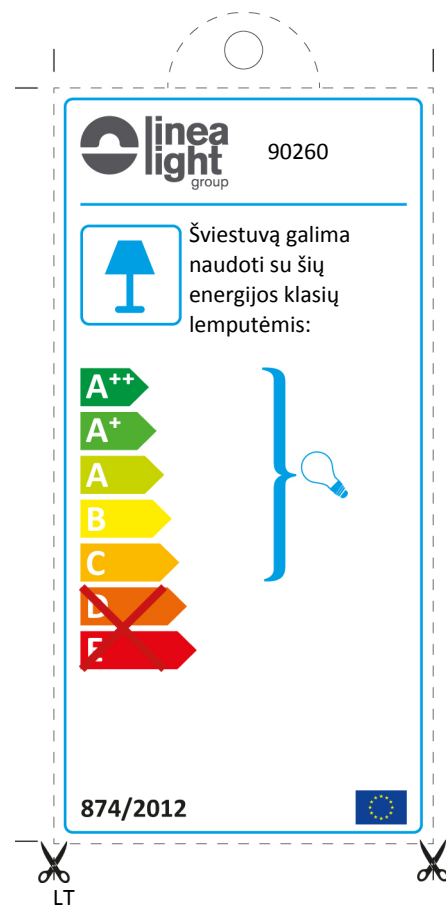 linea
light
group
90260
Šviestuvą galima
naudoti su šių
energijos klasių
lemputėmis:
A++
A+
A
B
C
D
E
874/2012
LT